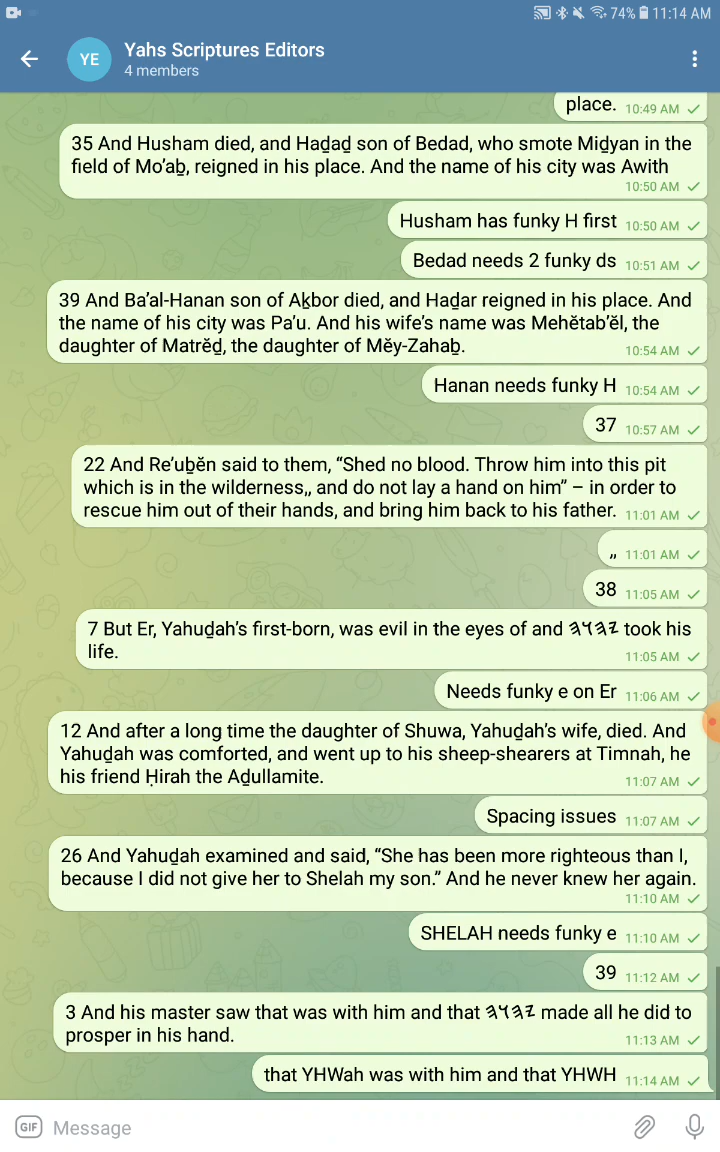 74% 11:14 AM
YE
Yahs Scriptures Editors
4 members
place. 10:49 AM
35 And Husham died, and Haḏaḏ son of Bedad, who smote Miḏyan in the
field of Mo’aḇ, reigned in his place. And the name of his city was Awith
10:50 AM
Husham has funky H first 10:50 AM
Bedad needs 2 funky ds 10:51 AM
39 And Ba’al-Hanan son of Aḵbor died, and Haḏar reigned in his place. And
the name of his city was Pa’u. And his wife’s name was Mehĕtab’ĕl, the
daughter of Matrĕḏ, the daughter of Mĕy-Zahaḇ.
10:54 AM
Hanan needs funky H 10:54 AM
37 10:57 AM
22 And Re’uḇĕn said to them, “Shed no blood. Throw him into this pit
which is in the wilderness,, and do not lay a hand on him” – in order to
rescue him out of their hands, and bring him back to his father. 11:01 AM
,, 11:01 AM
38 11:05 AM
7 But Er, Yahuḏah’s first-born, was evil in the eyes of and 𐤉𐤄𐤅𐤄 took his
life.
11:05 AM
Needs funky e on Er 11:06 AM
12 And after a long time the daughter of Shuwa, Yahuḏah’s wife, died. And
Yahuḏah was comforted, and went up to his sheep-shearers at Timnah, he
his friend Ḥirah the Aḏullamite.
11:07 AM
Spacing issues 11:07 AM
26 And Yahuḏah examined and said, “She has been more righteous than I,
because I did not give her to Shelah my son.” And he never knew her again.
11:10 AM
SHELAH needs funky e 11:10 AM
39 11:12 AM
3 And his master saw that was with him and that 𐤉𐤄𐤅𐤄 made all he did to
prosper in his hand.
11:13 AM
that YHWah was with him and that YHWH 11:14 AM
GIF Message